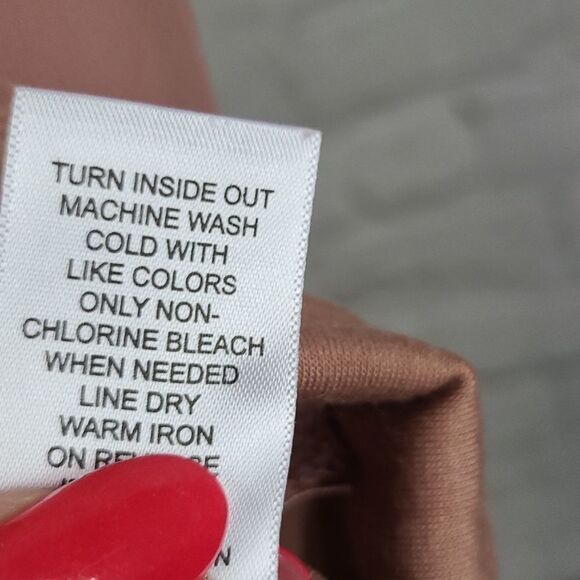 TURN INSIDE OUT
MACHINE WASH
COLD WITH
LIKE COLORS
ONLY NON-
CHLORINE BLEACH
WHEN NEEDED
LINE DRY
WARM IRON
ON